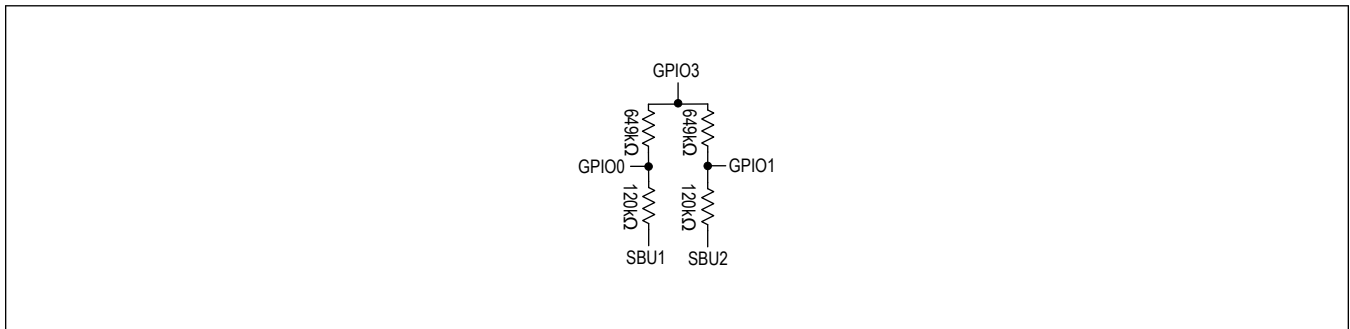 GPIO3
649kΩ
649kΩ
GPIO0
GPIO1
120kΩ
120kΩ
SBU1
SBU2